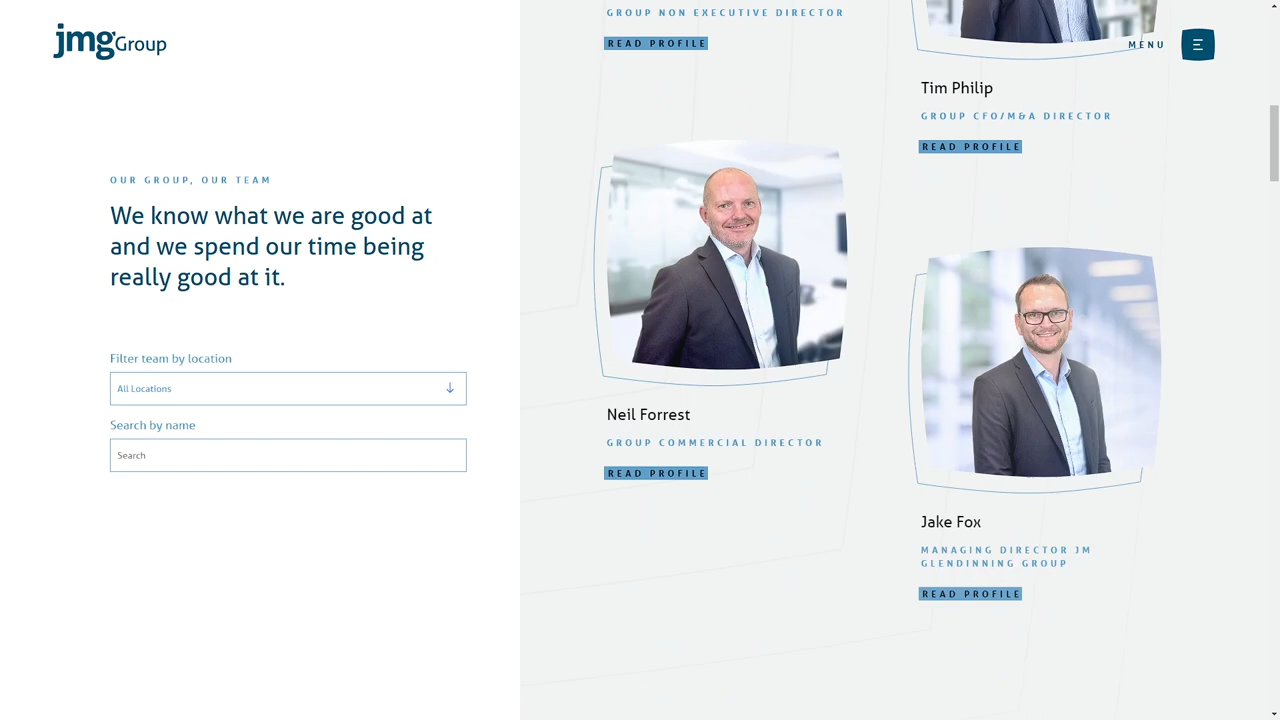 jmgGroup
MENU
OUR GROUP, OUR TEAM
We know what we are good at
and we spend our time being
really good at it.
Filter team by location
All Locations
Search by name
Search
GROUP NON EXECUTIVE DIRECTOR
READ PROFILE
Tim Philip
GROUP CFO/M&A DIRECTOR
READ PROFILE
Neil Forrest
GROUP COMMERCIAL DIRECTOR
READ PROFILE
Jake Fox
MANAGING DIRECTOR JM
GLENDINNING GROUP
READ PROFILE